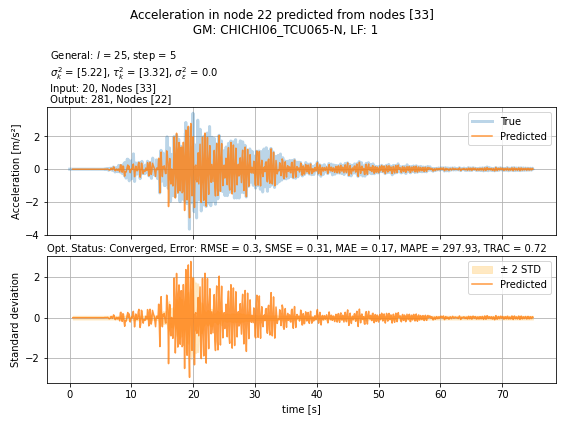 Acceleration in node 22 predicted from nodes [33]
GM: CHICHI06_TCU065-N, LF: 1
General: l = 25, step = 5
σ²ₖ = [5.22], τ²ₖ = [3.32], σ²ε = 0.0
Input: 20, Nodes [33]
Output: 281, Nodes [22]
True
Predicted
Acceleration [m/s²]
2
0
−2
−4
Opt. Status: Converged, Error: RMSE = 0.3, SMSE = 0.31, MAE = 0.17, MAPE = 297.93, TRAC = 0.72
± 2 STD
Predicted
Standard deviation
2
0
−2
0 10 20 30 40 50 60 70
time [s]